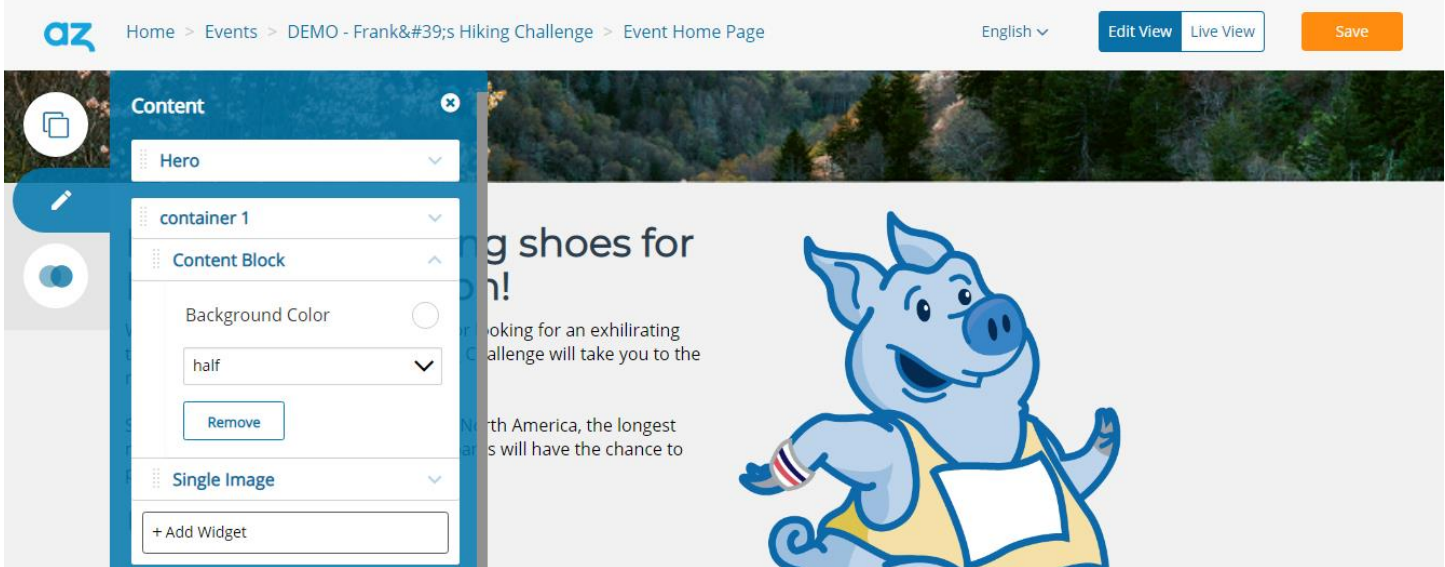 az Home > Events > DEMO - Frank&#39;s Hiking Challenge > Event Home Page English Edit View Live View Save
Content
Hero
container 1
Content Block
Background Color
half
Remove
Single Image
+ Add Widget
shoes for
oking for an exhilirating
allenge will take you to the
rth America, the longest
s will have the chance to